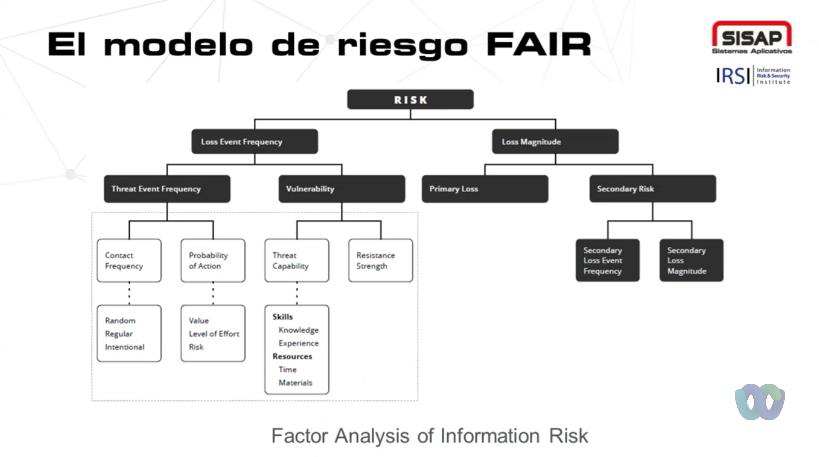 El modelo de riesgo FAIR
SISAP
Sistemas Aplicativos
IRSI
Information
Risk & Security
Institute
RISK
Loss Event Frequency
Loss Magnitude
Threat Event Frequency
Vulnerability
Primary Loss
Secondary Risk
Contact
Frequency
Probability
of Action
Threat
Capability
Resistance
Strength
Secondary
Loss Event
Frequency
Secondary
Loss
Magnitude
Random
Regular
Intentional
Value
Level of Effort
Risk
Skills
Knowledge
Experience
Resources
Time
Materials
Factor Analysis of Information Risk